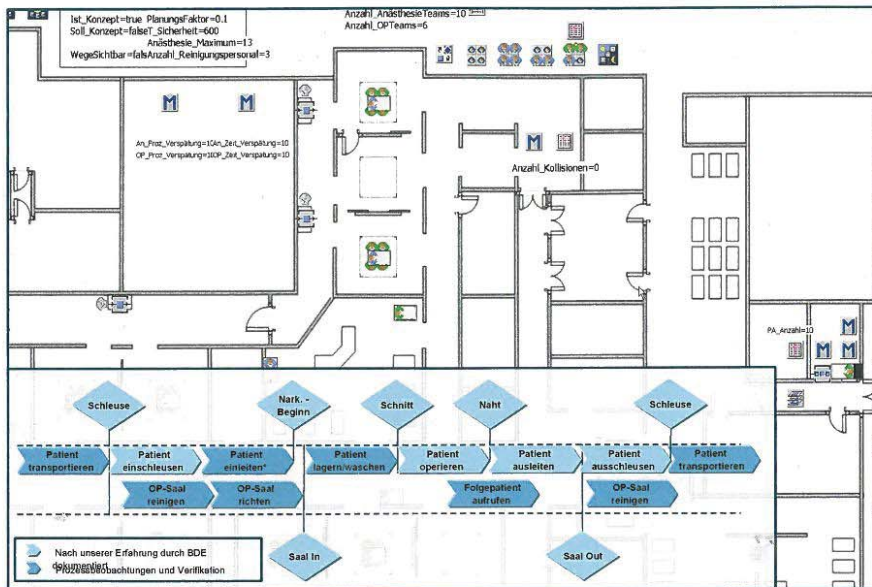 Ist_Konzept=true PlanungsFaktor=0.1
Soll_Konzept=falseT_Sicherheit=600
Anästhesie_Maximum=13
WegeSichtbar=falsAnzahl_Reinigungspersonal=3
Anzahl_AnästhesieTeams=10
Anzahl_OPTeams=6
An_Proz_Verspätung=10An_Zeit_Verspätung=10
OP_Proz_Verspätung=10OP_Zeit_Verspätung=10
Anzahl_Kollisionen=0
PA_Anzahl=10
Schleuse
Nark. -
Beginn
Schnitt
Naht
Schleuse
Patient
transportieren
Patient
einschleusen
Patient
einleiten*
Patient
lagern/waschen
Patient
operieren
Patient
ausleiten
Patient
ausschleusen
Patient
transportieren
OP-Saal
reinigen
OP-Saal
richten
Folgepatient
aufrufen
OP-Saal
reinigen
Saal In
Saal Out
Nach unserer Erfahrung durch BDE
dokumentiert
Prozessbeobachtungen und Verifikation